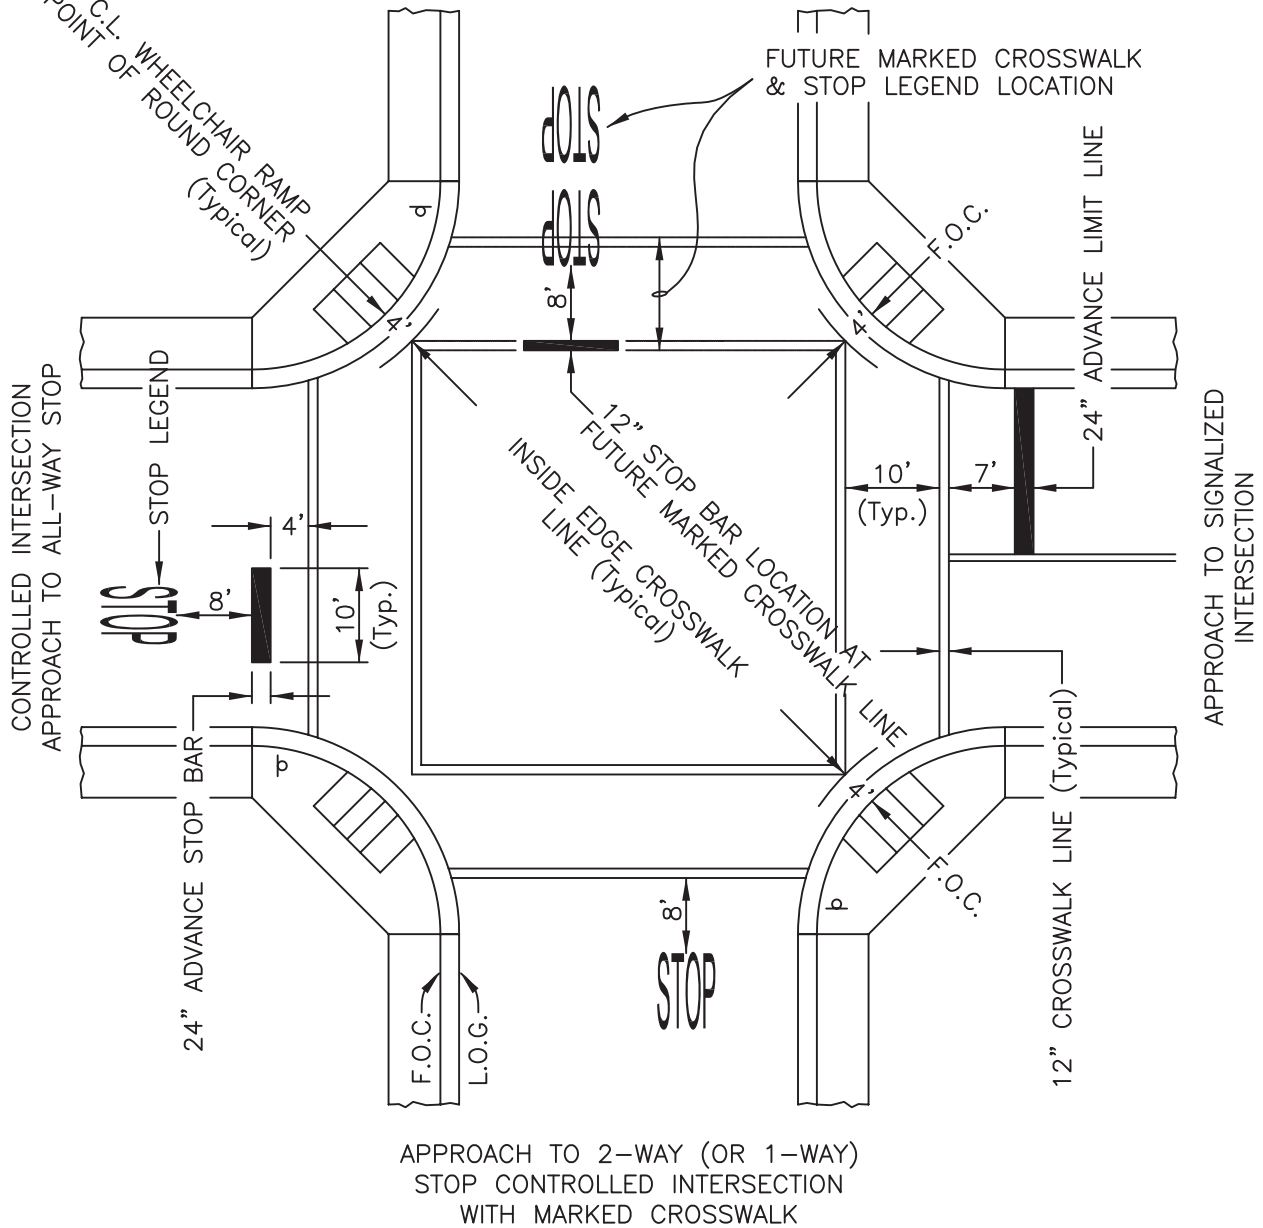 C.L. WHEELCHAIR RAMP
POINT OF ROUND CORNER
(Typical)
FUTURE MARKED CROSSWALK
& STOP LEGEND LOCATION
STOP
STOP
8'
4'
4'
F.O.C.
24" ADVANCE LIMIT LINE
CONTROLLED INTERSECTION
APPROACH TO ALL-WAY STOP
STOP LEGEND
STOP
8'
4'
10'
(Typ.)
24" ADVANCE STOP BAR
12" STOP BAR LOCATION AT
FUTURE MARKED CROSSWALK LINE
INSIDE EDGE CROSSWALK
LINE (Typical)
10'
(Typ.)
7'
APPROACH TO SIGNALIZED
INTERSECTION
12" CROSSWALK LINE (Typical)
4'
F.O.C.
8'
STOP
F.O.C.
L.O.G.
APPROACH TO 2-WAY (OR 1-WAY)
STOP CONTROLLED INTERSECTION
WITH MARKED CROSSWALK